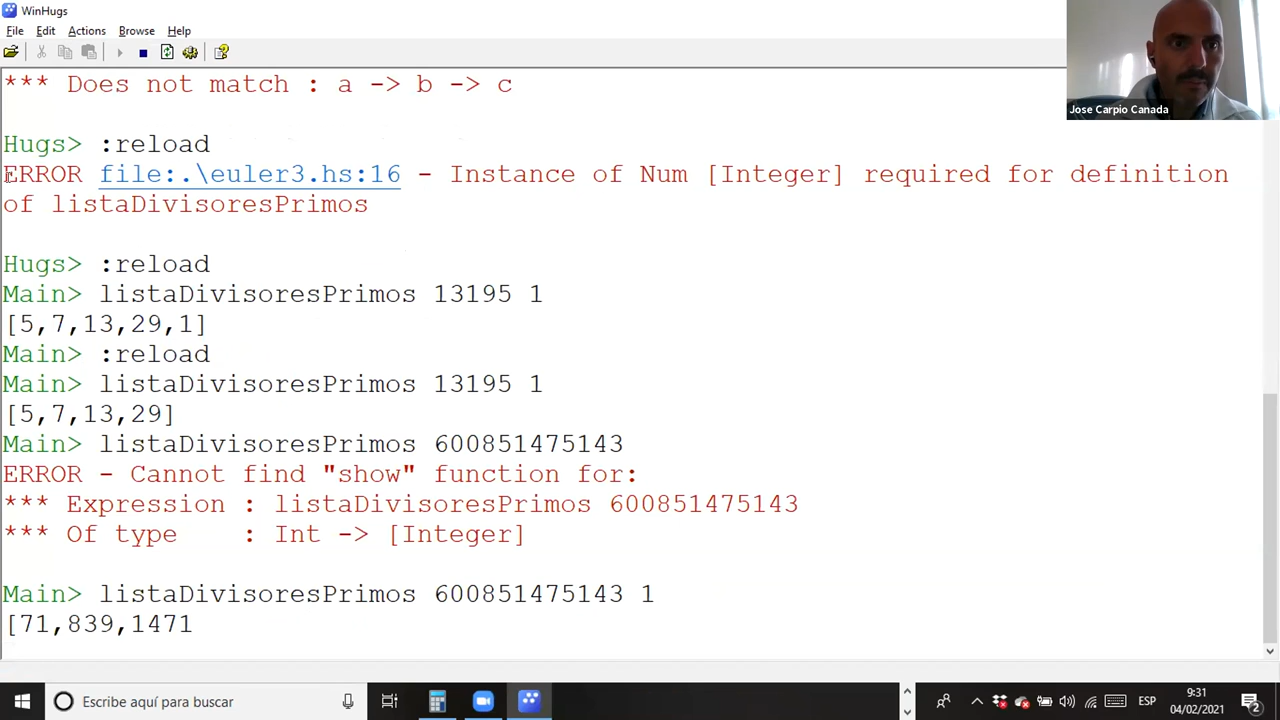 WinHugs
File Edit Actions Browse Help
*** Does not match : a -> b -> c
Hugs> :reload
ERROR file:.\euler3.hs:16 - Instance of Num [Integer] required for definition
of listaDivisoresPrimos
Hugs> :reload
Main> listaDivisoresPrimos 13195 1
[5,7,13,29,1]
Main> :reload
Main> listaDivisoresPrimos 13195 1
[5,7,13,29]
Main> listaDivisoresPrimos 600851475143
ERROR - Cannot find "show" function for:
*** Expression : listaDivisoresPrimos 600851475143
*** Of type    : Int -> [Integer]
Main> listaDivisoresPrimos 600851475143 1
[71,839,1471
Jose Carpio Canada
Escribe aquí para buscar
ESP
9:31
04/02/2021
2